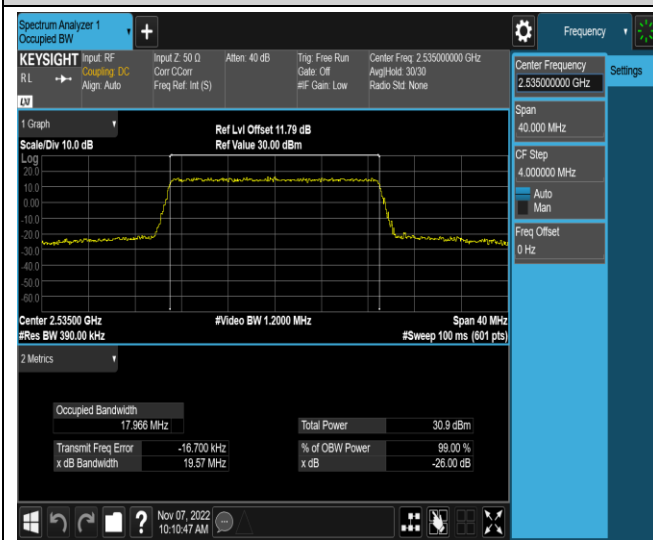 Spectrum Analyzer 1
Occupied BW
+
Frequency
KEYSIGHT
RL
LXI
Input: RF
Coupling: DC
Align: Auto
Input Z: 50 Ω
Corr CCorr
Freq Ref: Int (S)
Atten: 40 dB
Trig: Free Run
Gate: Off
#IF Gain: Low
Center Freq: 2.535000000 GHz
Avg|Hold: 30/30
Radio Std: None
Center Frequency
2.535000000 GHz
Settings
Span
40.000 MHz
CF Step
4.000000 MHz
Auto
Man
Freq Offset
0 Hz
1 Graph
Scale/Div 10.0 dB
Ref Lvl Offset 11.79 dB
Ref Value 30.00 dBm
Log
20.0
10.0
0.00
-10.0
-20.0
-30.0
-50.0
-60.0
Center 2.53500 GHz
#Res BW 390.00 kHz
#Video BW 1.2000 MHz
Span 40 MHz
#Sweep 100 ms (601 pts)
2 Metrics
Occupied Bandwidth
17.966 MHz
Total Power 30.9 dBm
Transmit Freq Error -16.700 kHz
% of OBW Power 99.00 %
x dB Bandwidth 19.57 MHz
x dB -26.00 dB
?
Nov 07, 2022
10:10:47 AM